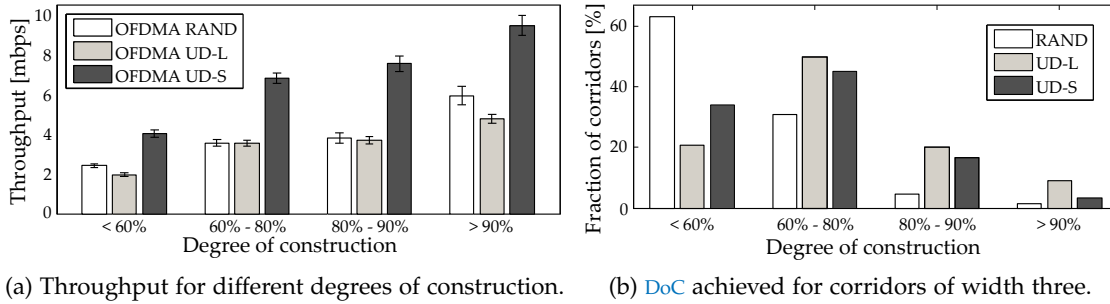 Throughput [mbps]
10
8
6
4
2
0
OFDMA RAND
OFDMA UD-L
OFDMA UD-S
< 60%
60% - 80%
80% - 90%
> 90%
Degree of construction
(a) Throughput for different degrees of construction.
Fraction of corridors [%]
60
40
20
0
RAND
UD-L
UD-S
< 60%
60% - 80%
80% - 90%
> 90%
Degree of construction
(b) DoC achieved for corridors of width three.